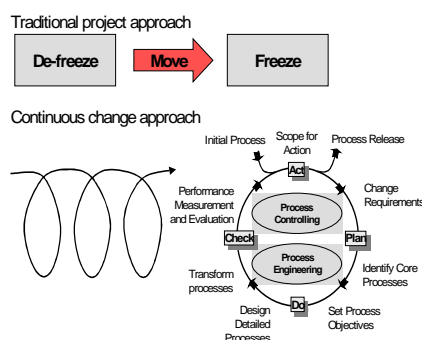 Traditional project approach
De-freeze
Move
Freeze
Continuous change approach
Initial Process
Scope for
Action
Process Release
Act
Performance
Measurement
and Evaluation
Change
Requirements
Process
Controlling
Check
Plan
Process
Engineering
Transform
processes
Identify Core
Processes
Do
Design
Detailed
Processes
Set Process
Objectives